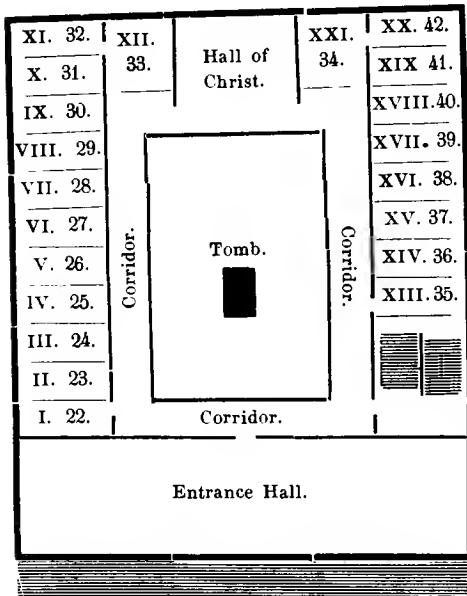 XI. 32.
X. 31.
IX. 30.
VIII. 29.
VII. 28.
VI. 27.
V. 26.
IV. 25.
III. 24.
II. 23.
I. 22.
XII.
33.
Hall of
Christ.
XXI.
34.
XX. 42.
XIX 41.
XVIII.40.
XVII. 39.
XVI. 38.
XV. 37.
XIV. 36.
XIII.35.
Corridor.
Tomb.
Corridor.
Corridor.
Entrance Hall.